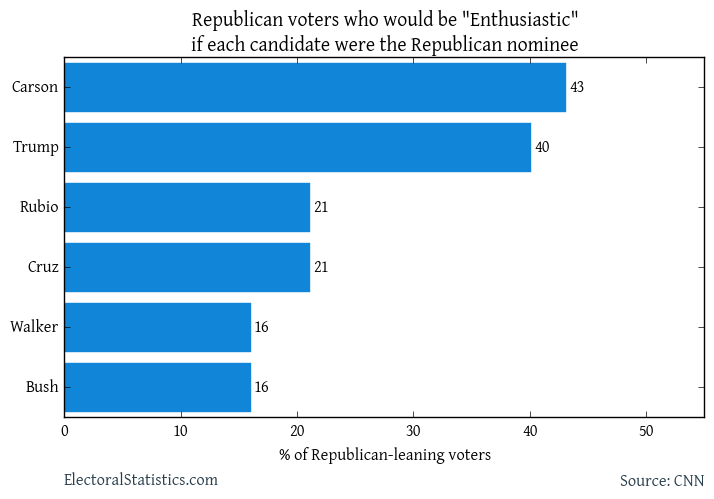 Republican voters who would be "Enthusiastic"
if each candidate were the Republican nominee
Carson 43
Trump 40
Rubio 21
Cruz 21
Walker 16
Bush 16
0 10 20 30 40 50
% of Republican-leaning voters
ElectoralStatistics.com Source: CNN